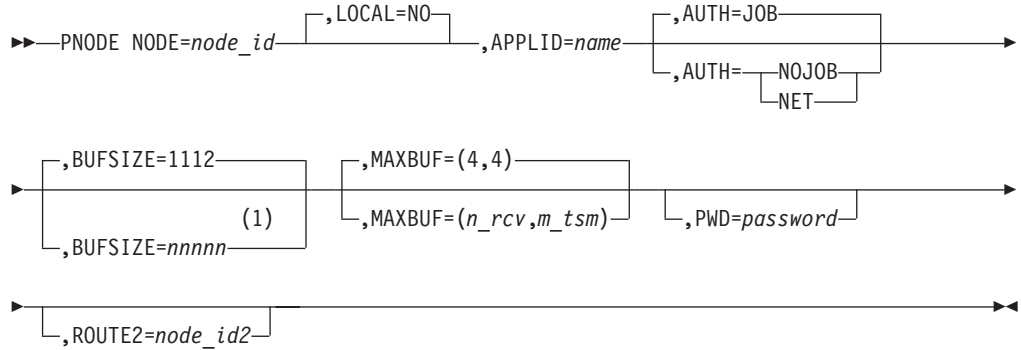 ,LOCAL=NO ,AUTH=JOB
PNODE NODE=node_id ,APPLID=name
,AUTH= NOJOB
NET
,BUFSIZE=1112 ,MAXBUF=(4,4)
(1)
,BUFSIZE=nnnnn ,MAXBUF=(n_rcv,m_tsm) ,PWD=password
,ROUTE2=node_id2